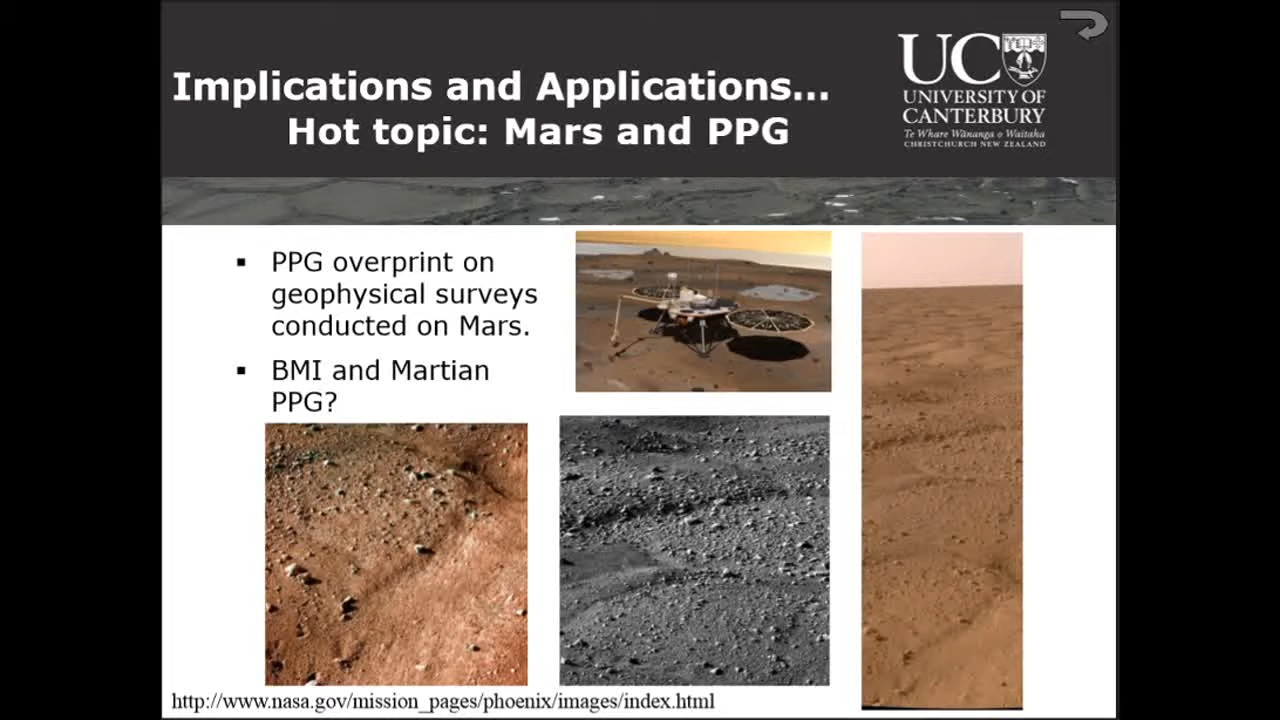 Implications and Applications...
Hot topic: Mars and PPG
UC
UNIVERSITY OF
CANTERBURY
Te Whare Wānanga o Waitaha
CHRISTCHURCH NEW ZEALAND
▪ PPG overprint on
geophysical surveys
conducted on Mars.
▪ BMI and Martian
PPG?
http://www.nasa.gov/mission_pages/phoenix/images/index.html